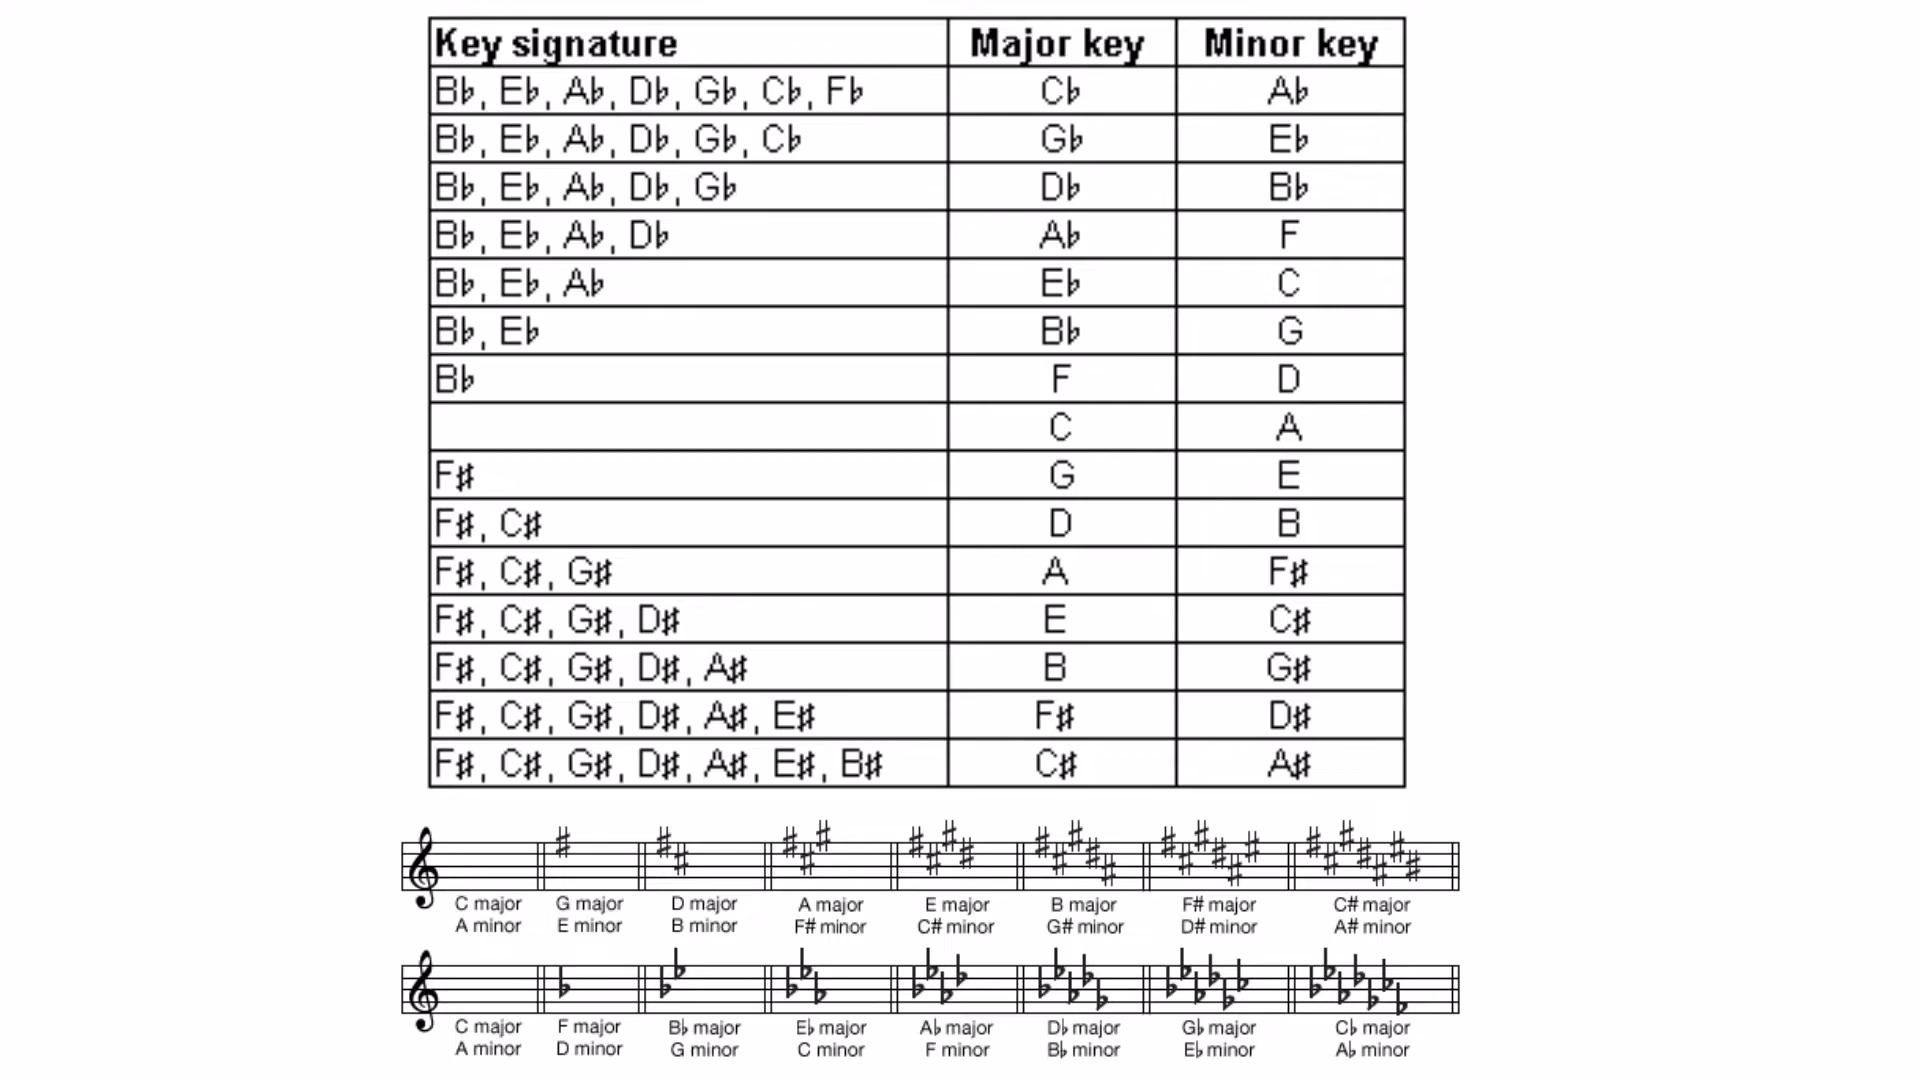 Key signature Major key Minor key
B♭, E♭, A♭, D♭, G♭, C♭, F♭ C♭ A♭
B♭, E♭, A♭, D♭, G♭, C♭ G♭ E♭
B♭, E♭, A♭, D♭, G♭ D♭ B♭
B♭, E♭, A♭, D♭ A♭ F
B♭, E♭, A♭ E♭ C
B♭, E♭ B♭ G
B♭ F D
C A
F♯ G E
F♯, C♯ D B
F♯, C♯, G♯ A F♯
F♯, C♯, G♯, D♯ E C♯
F♯, C♯, G♯, D♯, A♯ B G♯
F♯, C♯, G♯, D♯, A♯, E♯ F♯ D♯
F♯, C♯, G♯, D♯, A♯, E♯, B♯ C♯ A♯
C major G major D major A major E major B major F# major C# major
A minor E minor B minor F# minor C# minor G# minor D# minor A# minor
C major F major B♭ major E♭ major A♭ major D♭ major G♭ major C♭ major
A minor D minor G minor C minor F minor B♭ minor E♭ minor A♭ minor